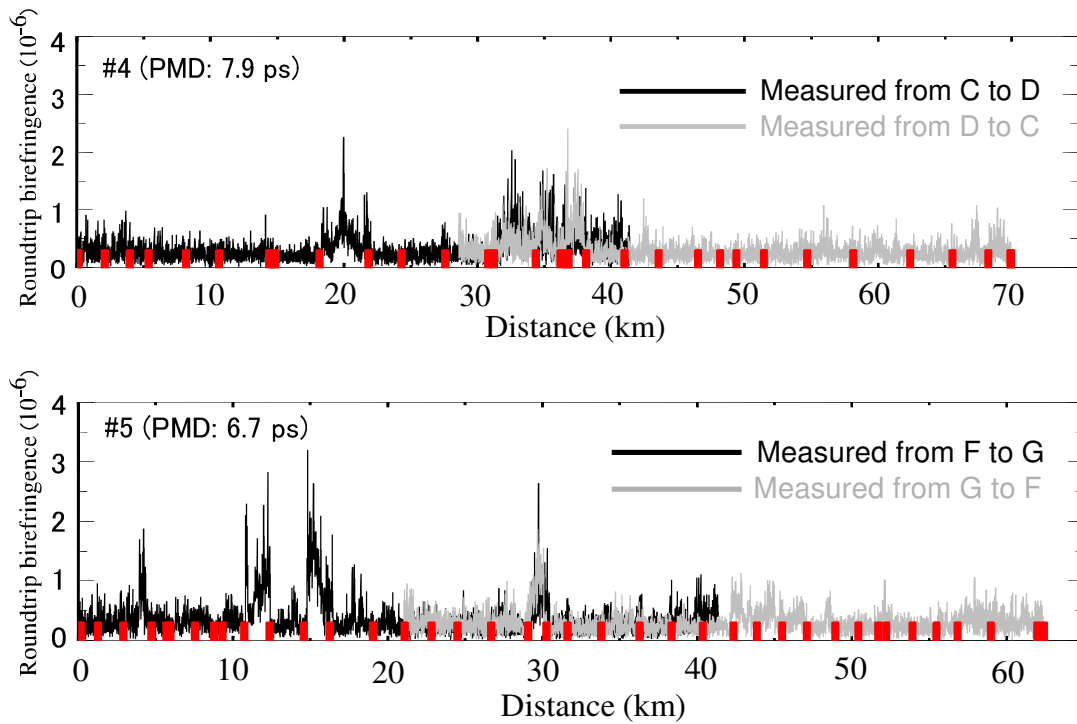 Roundtrip birefringence (10-6)
4
3
2
1
0
#4 (PMD: 7.9 ps)
Measured from C to D
Measured from D to C
0 10 20 30 40 50 60 70
Distance (km)
Roundtrip birefringence (10-6)
4
3
2
1
0
#5 (PMD: 6.7 ps)
Measured from F to G
Measured from G to F
0 10 20 30 40 50 60
Distance (km)